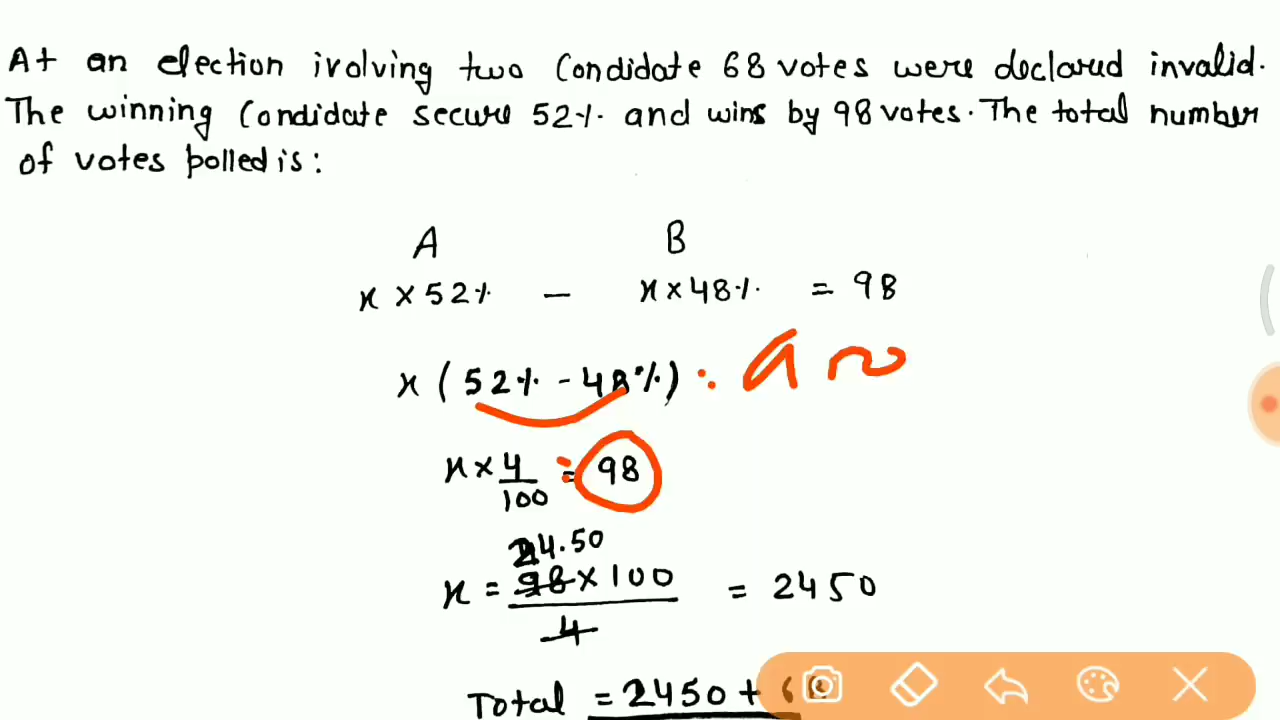 At an election ivolving two Condidate 68 votes were declared invalid.
The winning Condidate secure 52% and wins by 98 votes. The total number
of votes polled is:
A B
x × 52% - x × 48% = 98
x ( 52% - 48% )
x × 4/100 = 98
24.50
x = 98 × 100 / 4 = 2450
Total = 2450 +